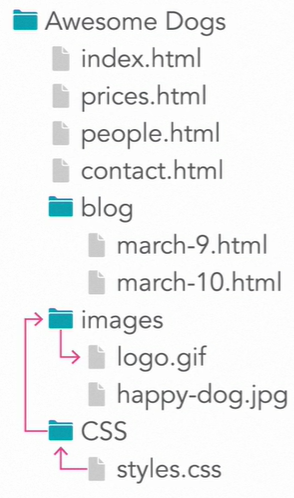 Awesome Dogs
index.html
prices.html
people.html
contact.html
blog
march-9.html
march-10.html
images
logo.gif
happy-dog.jpg
CSS
styles.css